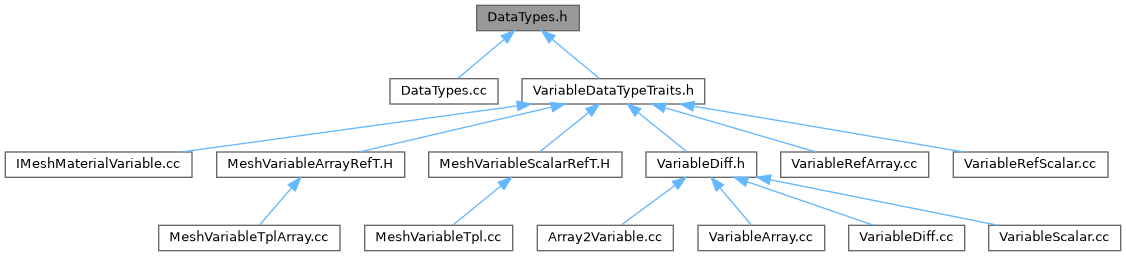 DataTypes.h
DataTypes.cc
VariableDataTypeTraits.h
IMeshMaterialVariable.cc
MeshVariableArrayRefT.H
MeshVariableScalarRefT.H
VariableDiff.h
VariableRefArray.cc
VariableRefScalar.cc
MeshVariableTplArray.cc
MeshVariableTpl.cc
Array2Variable.cc
VariableArray.cc
VariableDiff.cc
VariableScalar.cc